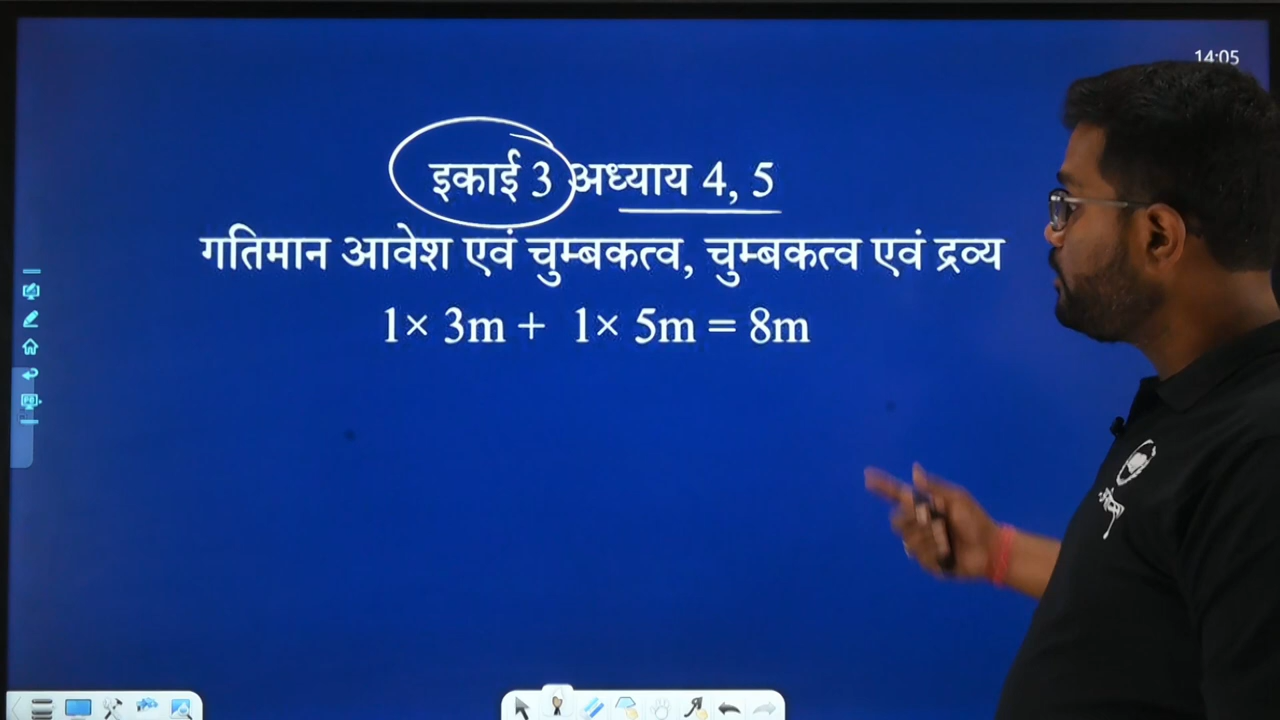 14:05
इकाई 3 अध्याय 4, 5
गतिमान आवेश एवं चुम्बकत्व, चुम्बकत्व एवं द्रव्य
1× 3m + 1× 5m = 8m